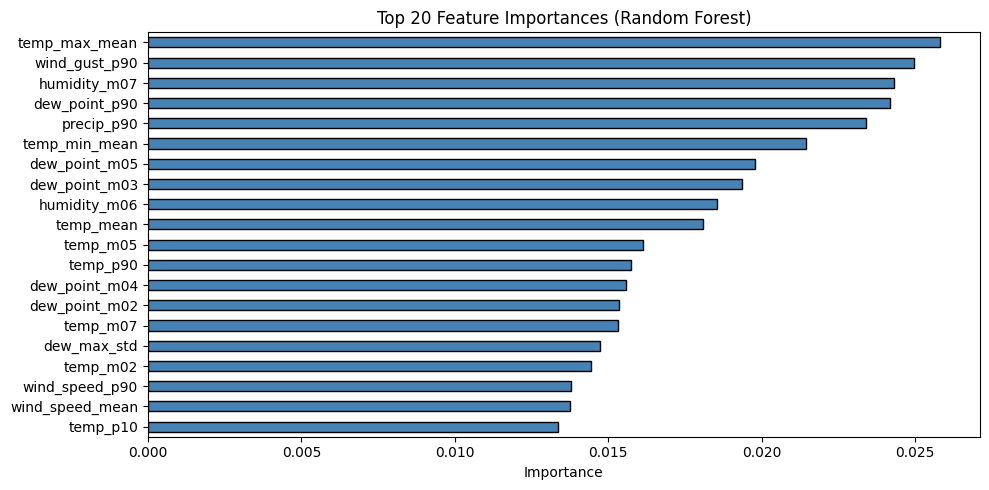 Top 20 Feature Importances (Random Forest)
temp_max_mean
wind_gust_p90
humidity_m07
dew_point_p90
precip_p90
temp_min_mean
dew_point_m05
dew_point_m03
humidity_m06
temp_mean
temp_m05
temp_p90
dew_point_m04
dew_point_m02
temp_m07
dew_max_std
temp_m02
wind_speed_p90
wind_speed_mean
temp_p10
0.000 0.005 0.010 0.015 0.020 0.025
Importance